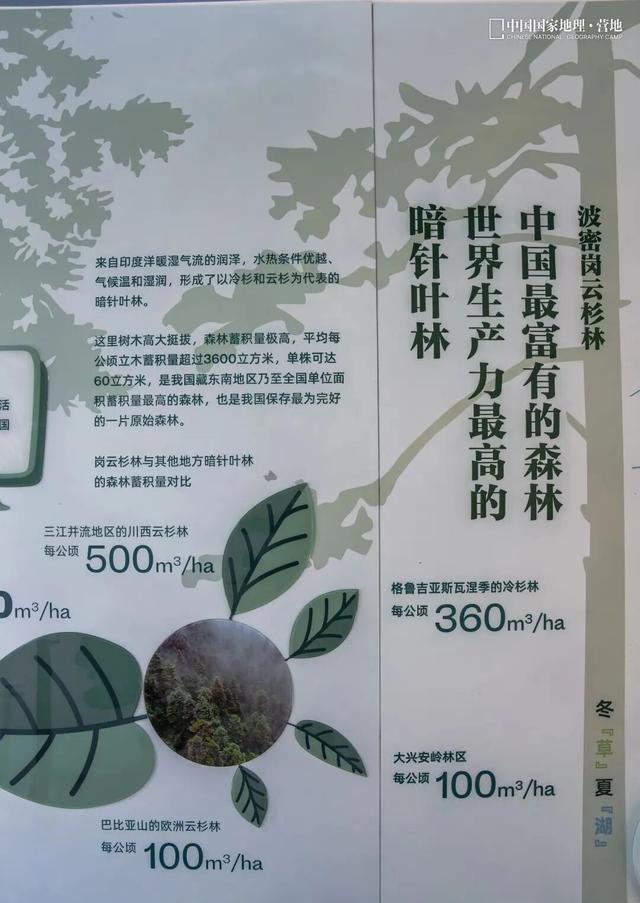 中国国家地理·营地
CHINESE NATIONAL GEOGRAPHY CAMP
波密岗云杉林
中国最富有的森林
世界生产力最高的
暗针叶林
来自印度洋暖湿气流的润泽，水热条件优越、
气候温和湿润，形成了以冷杉和云杉为代表的
暗针叶林。
这里树木高大挺拔，森林蓄积量极高，平均每
公顷立木蓄积量超过3600立方米，单株可达
60立方米，是我国藏东南地区乃至全国单位面
积蓄积量最高的森林，也是我国保存最为完好
的一片原始森林。
岗云杉林与其他地方暗针叶林
的森林蓄积量对比
活
国
三江并流地区的川西云杉林
每公顷 500m³/ha
0m³/ha
格鲁吉亚斯瓦涅季的冷杉林
每公顷 360m³/ha
大兴安岭林区
每公顷 100m³/ha
巴比亚山的欧洲云杉林
每公顷 100m³/ha
冬『草』夏『湖』